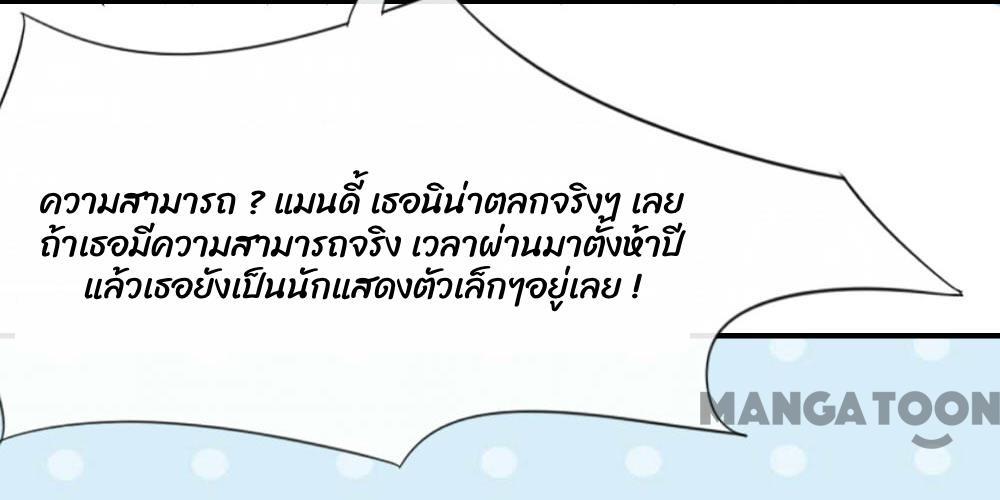 ความสามารถ ? แมนดี้ เธอนิน่าตลกจริงๆ เลย
ถ้าเธอมีความสามารถจริง เวลาผ่านมาตั้งห้าปี
แล้วเธอยังเป็นนักแสดงตัวเล็กๆอยู่เลย !
MANGATOON